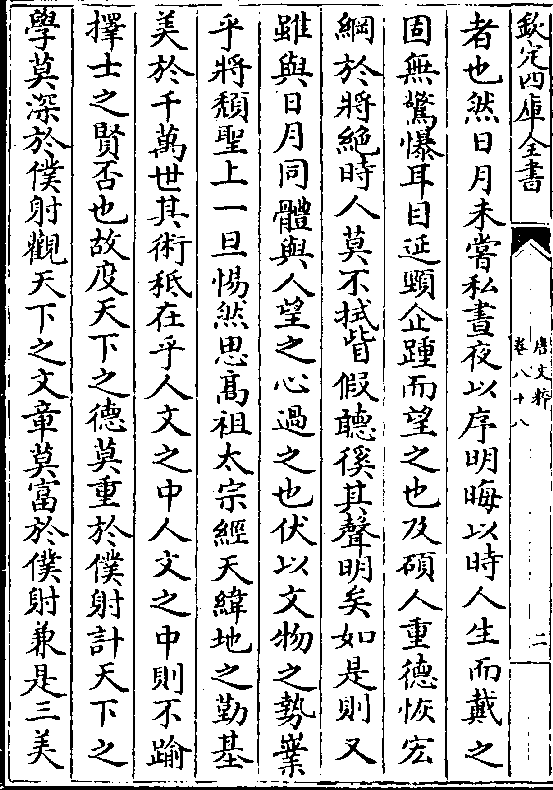 欽定四庫全書
唐文粹
卷八十八
二
者也然日月未嘗私晝夜以序明晦以時人生而戴之
固無驚爆耳目延顋企踵而望之也及碩人重德恢宏
綱於將絶時人莫不拭眥假聽徯其聲明矣如是則又
雖與日月同體與人望之心過之也伏以文物之勢業
乎將頽聖上一旦惕然思髙祖太宗經天緯地之勤基
美於千萬世其術秪在乎人文之中人文之中則不踰
擇士之賢否也故度天下之德莫重於僕射計天下之
學莫深於僕射觀天下之文章莫富於僕射兼是三美